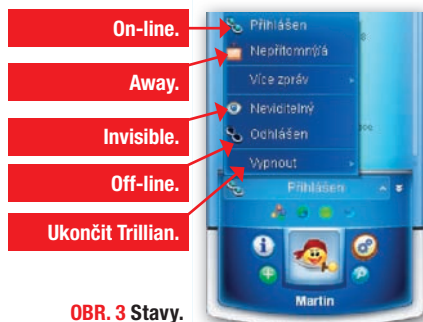 On-line.
Away.
Invisible.
Off-line.
Ukončit Trillian.
Přihlášen
Nepřítomný/á
Více zpráv
Neviditelný
Odhlášen
Vypnout
Přihlášen
Martin
OBR. 3 Stavy.